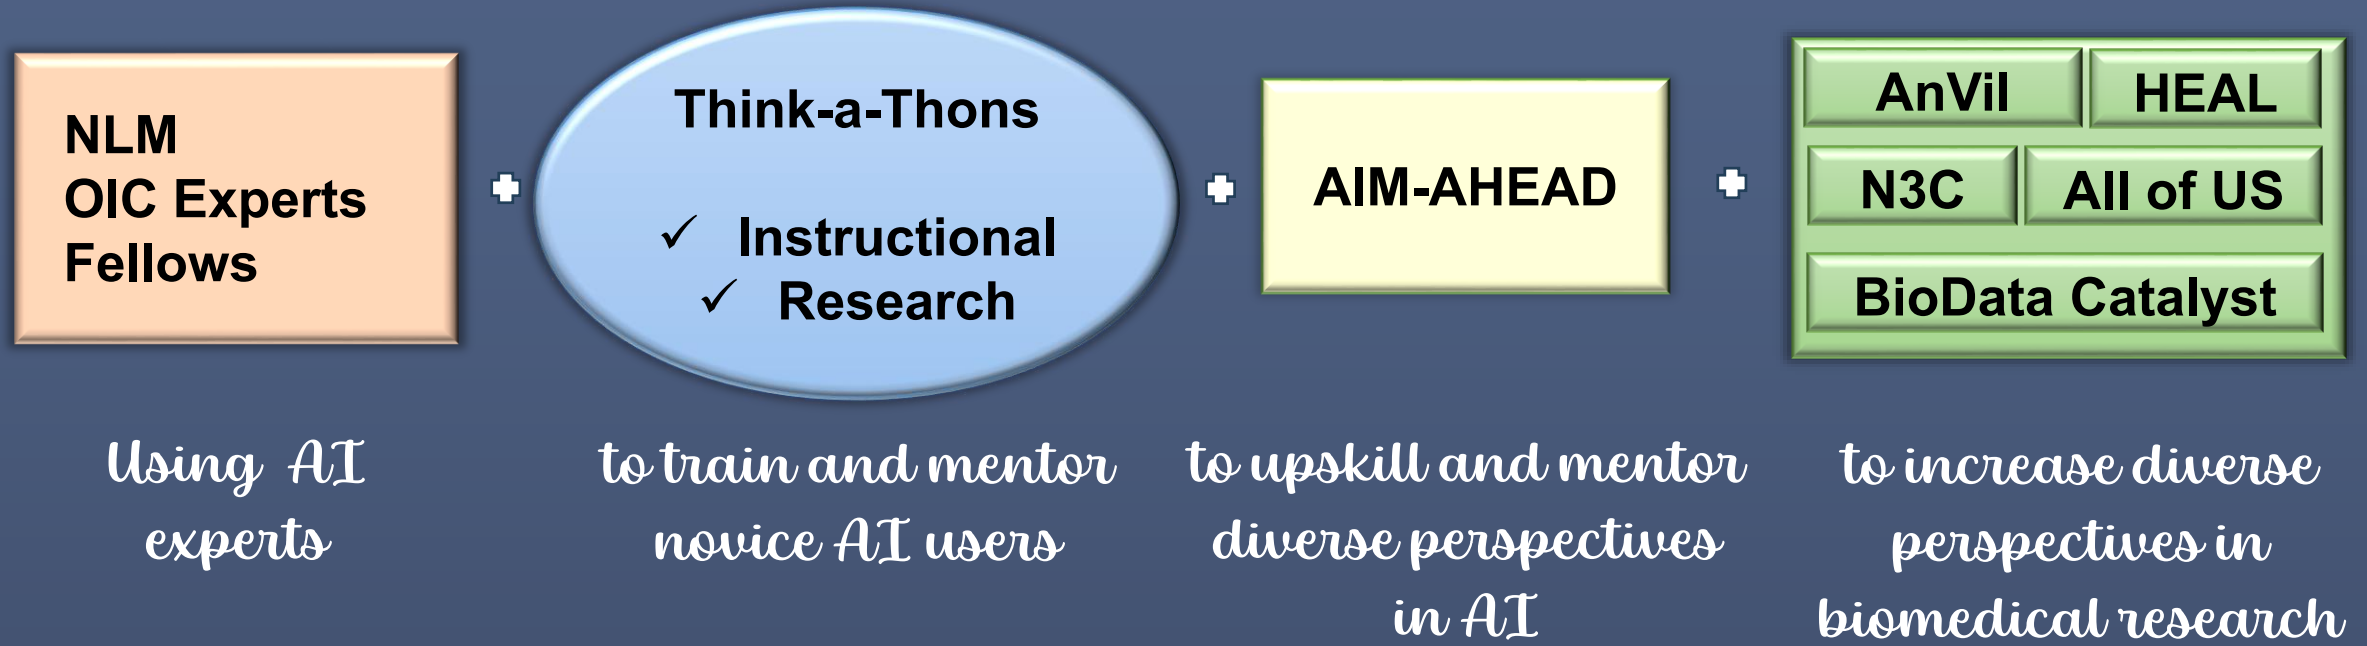 NLM
OIC Experts
Fellows
Think-a-Thons
✓ Instructional
✓ Research
AIM-AHEAD
AnVil
HEAL
N3C
All of US
BioData Catalyst
Using AI
experts
to train and mentor
novice AI users
to upskill and mentor
diverse perspectives
in AI
to increase diverse
perspectives in
biomedical research